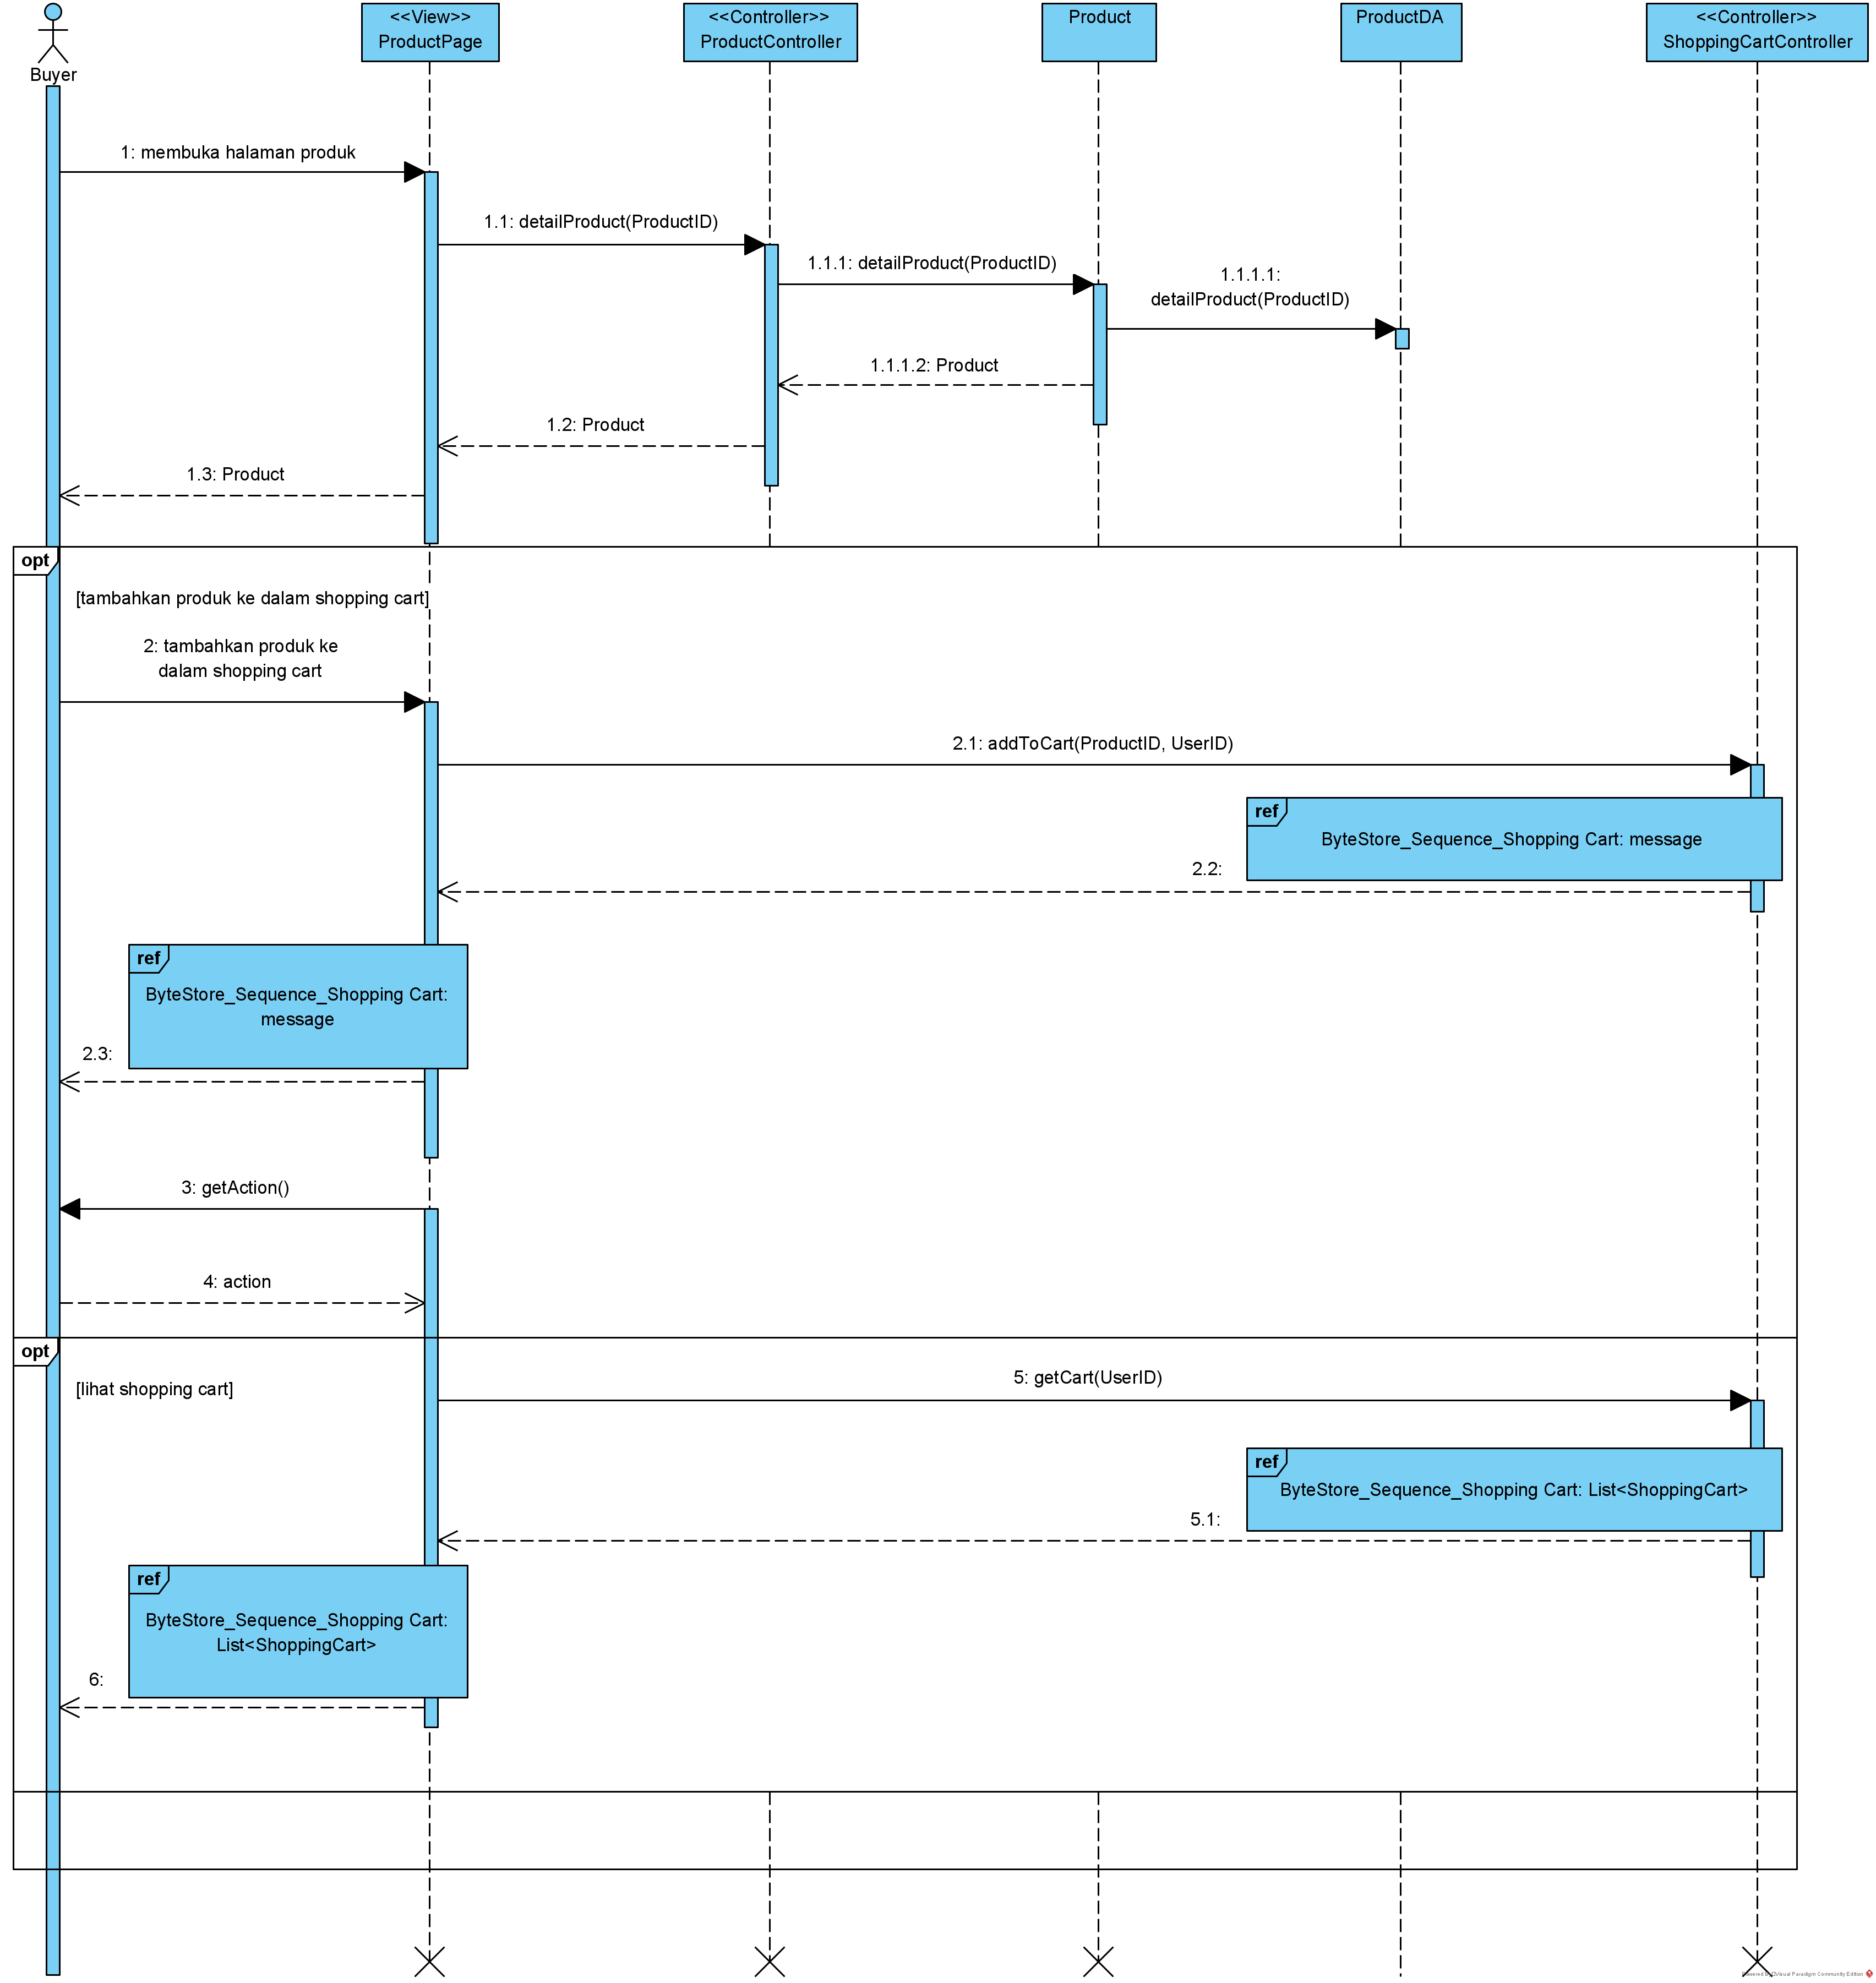 Buyer
<<View>>
ProductPage
<<Controller>>
ProductController
Product
ProductDA
<<Controller>>
ShoppingCartController
1: membuka halaman produk
1.1: detailProduct(ProductID)
1.1.1: detailProduct(ProductID)
1.1.1.1:
detailProduct(ProductID)
1.1.1.2: Product
1.2: Product
1.3: Product
opt
[tambahkan produk ke dalam shopping cart]
2: tambahkan produk ke
dalam shopping cart
2.1: addToCart(ProductID, UserID)
ref
ByteStore_Sequence_Shopping Cart: message
2.2:
ref
ByteStore_Sequence_Shopping Cart:
message
2.3:
3: getAction()
4: action
opt
[lihat shopping cart]
5: getCart(UserID)
ref
ByteStore_Sequence_Shopping Cart: List<ShoppingCart>
5.1:
ref
ByteStore_Sequence_Shopping Cart:
List<ShoppingCart>
6:
Visual Paradigm Community Edition